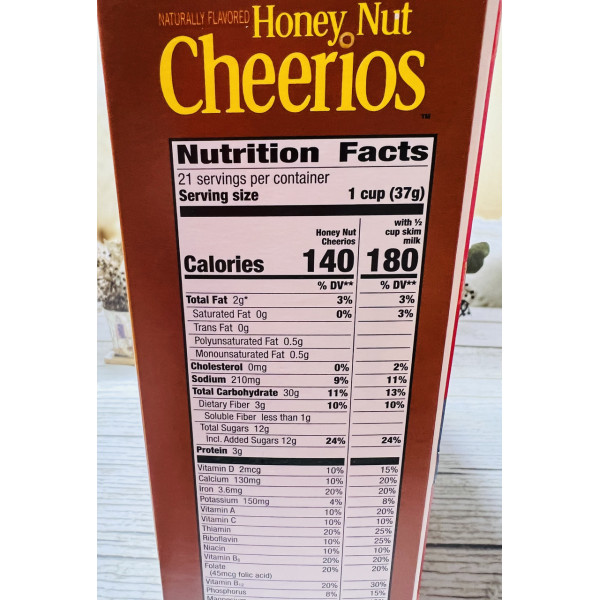 NATURALLY FLAVORED Honey Nut
Cheerios
TM
Nutrition Facts
21 servings per container
Serving size 1 cup (37g)
Honey Nut Cheerios
with ½ cup skim milk
Calories 140 180
% DV** % DV**
Total Fat 2g* 3% 3%
Saturated Fat 0g 0% 3%
Trans Fat 0g
Polyunsaturated Fat 0.5g
Monounsaturated Fat 0.5g
Cholesterol 0mg 0% 2%
Sodium 210mg 9% 11%
Total Carbohydrate 30g 11% 13%
Dietary Fiber 3g 10% 10%
Soluble Fiber less than 1g
Total Sugars 12g
Incl. Added Sugars 12g 24% 24%
Protein 3g
Vitamin D 2mcg 10% 15%
Calcium 130mg 10% 20%
Iron 3.6mg 20% 20%
Potassium 150mg 4% 8%
Vitamin A 10% 20%
Vitamin C 10% 10%
Thiamin 20% 25%
Riboflavin 10% 25%
Niacin 10% 10%
Vitamin B₆ 20% 20%
Folate 20% 20%
(45mcg folic acid)
Vitamin B₁₂ 20% 30%
Phosphorus 8% 15%